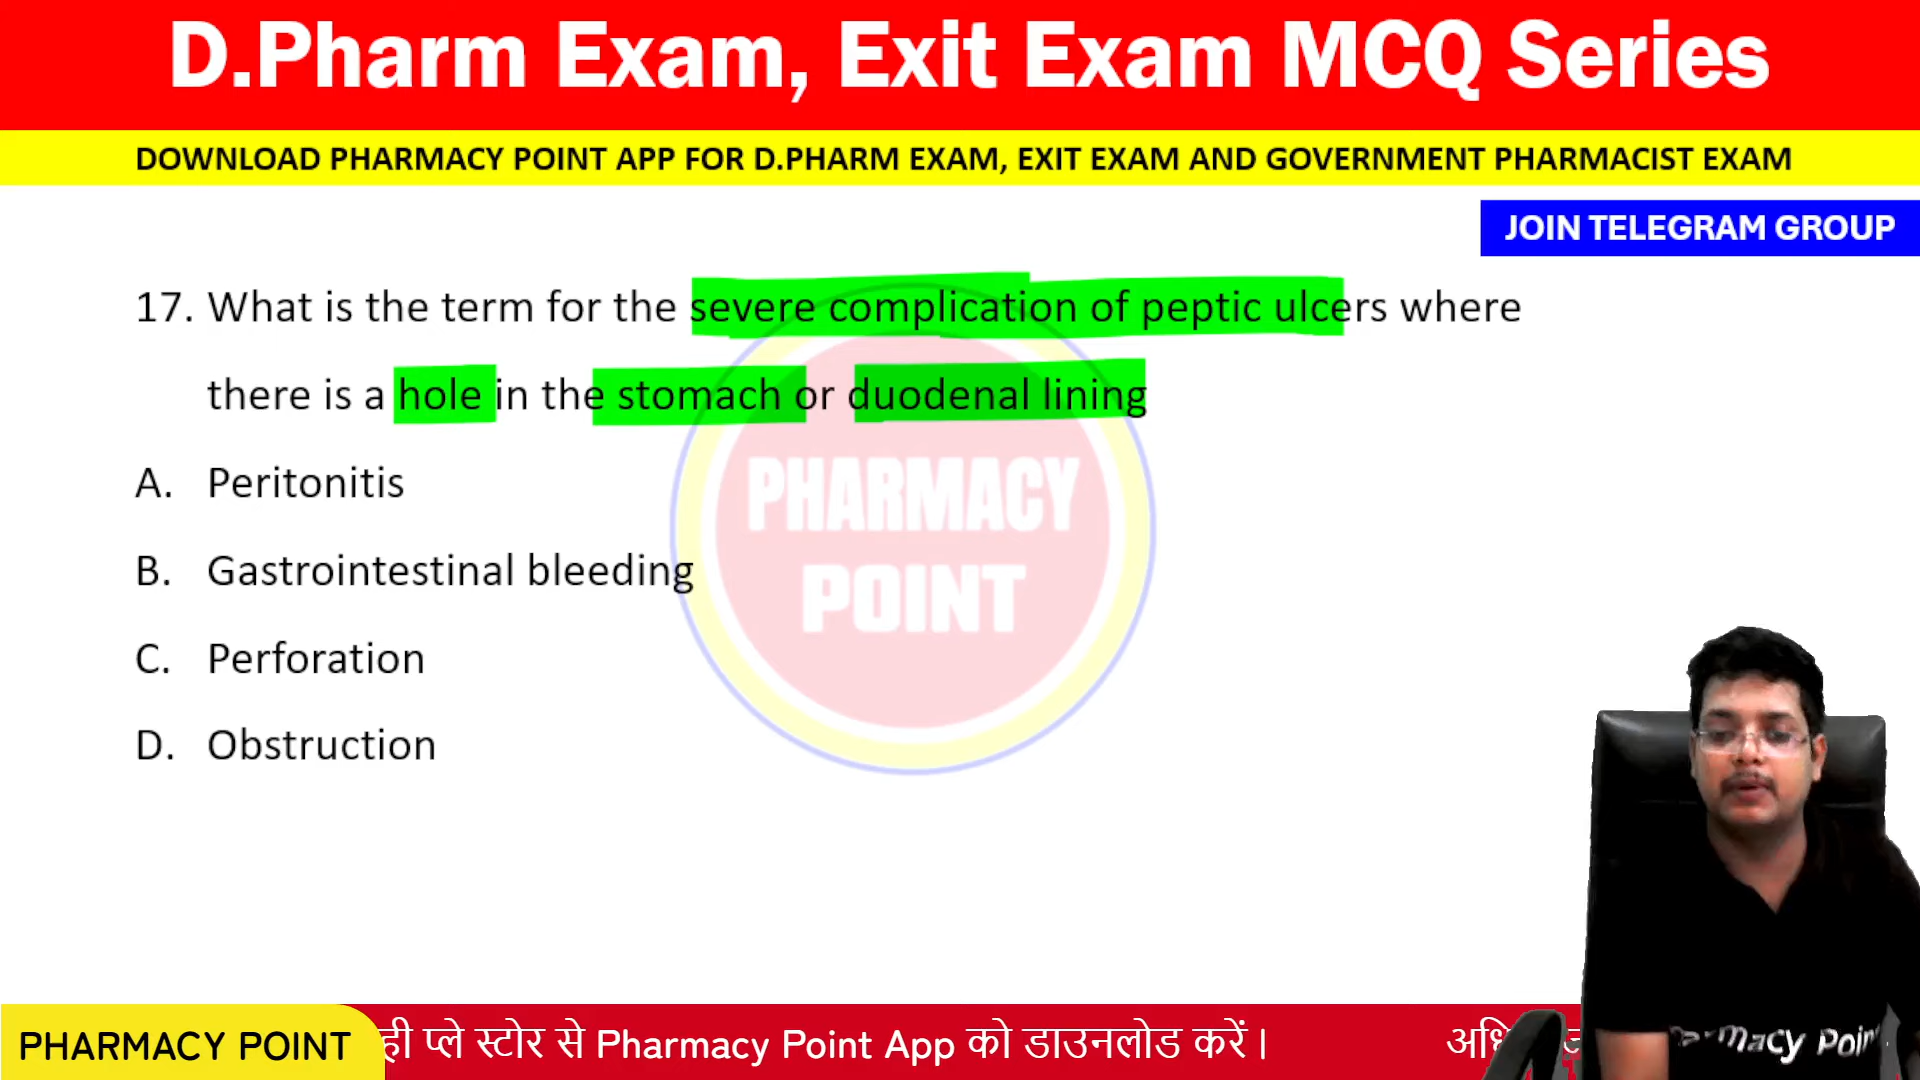 D.Pharm Exam, Exit Exam MCQ Series
DOWNLOAD PHARMACY POINT APP FOR D.PHARM EXAM, EXIT EXAM AND GOVERNMENT PHARMACIST EXAM
JOIN TELEGRAM GROUP
17. What is the term for the severe complication of peptic ulcers where
there is a hole in the stomach or duodenal lining
A. Peritonitis
B. Gastrointestinal bleeding
C. Perforation
D. Obstruction
PHARMACY
POINT
PHARMACY POINT
ही प्ले स्टोर से Pharmacy Point App को डाउनलोड करें।
Point